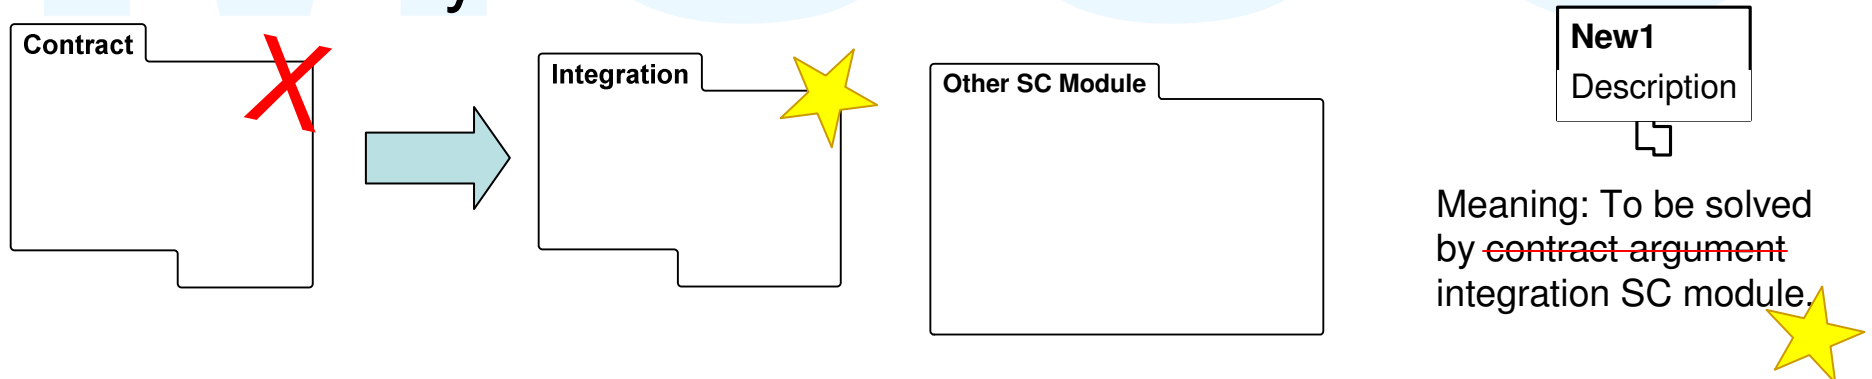 Contract
Integration
Other SC Module
New1
Description
Meaning: To be solved
by contract argument
integration SC module.